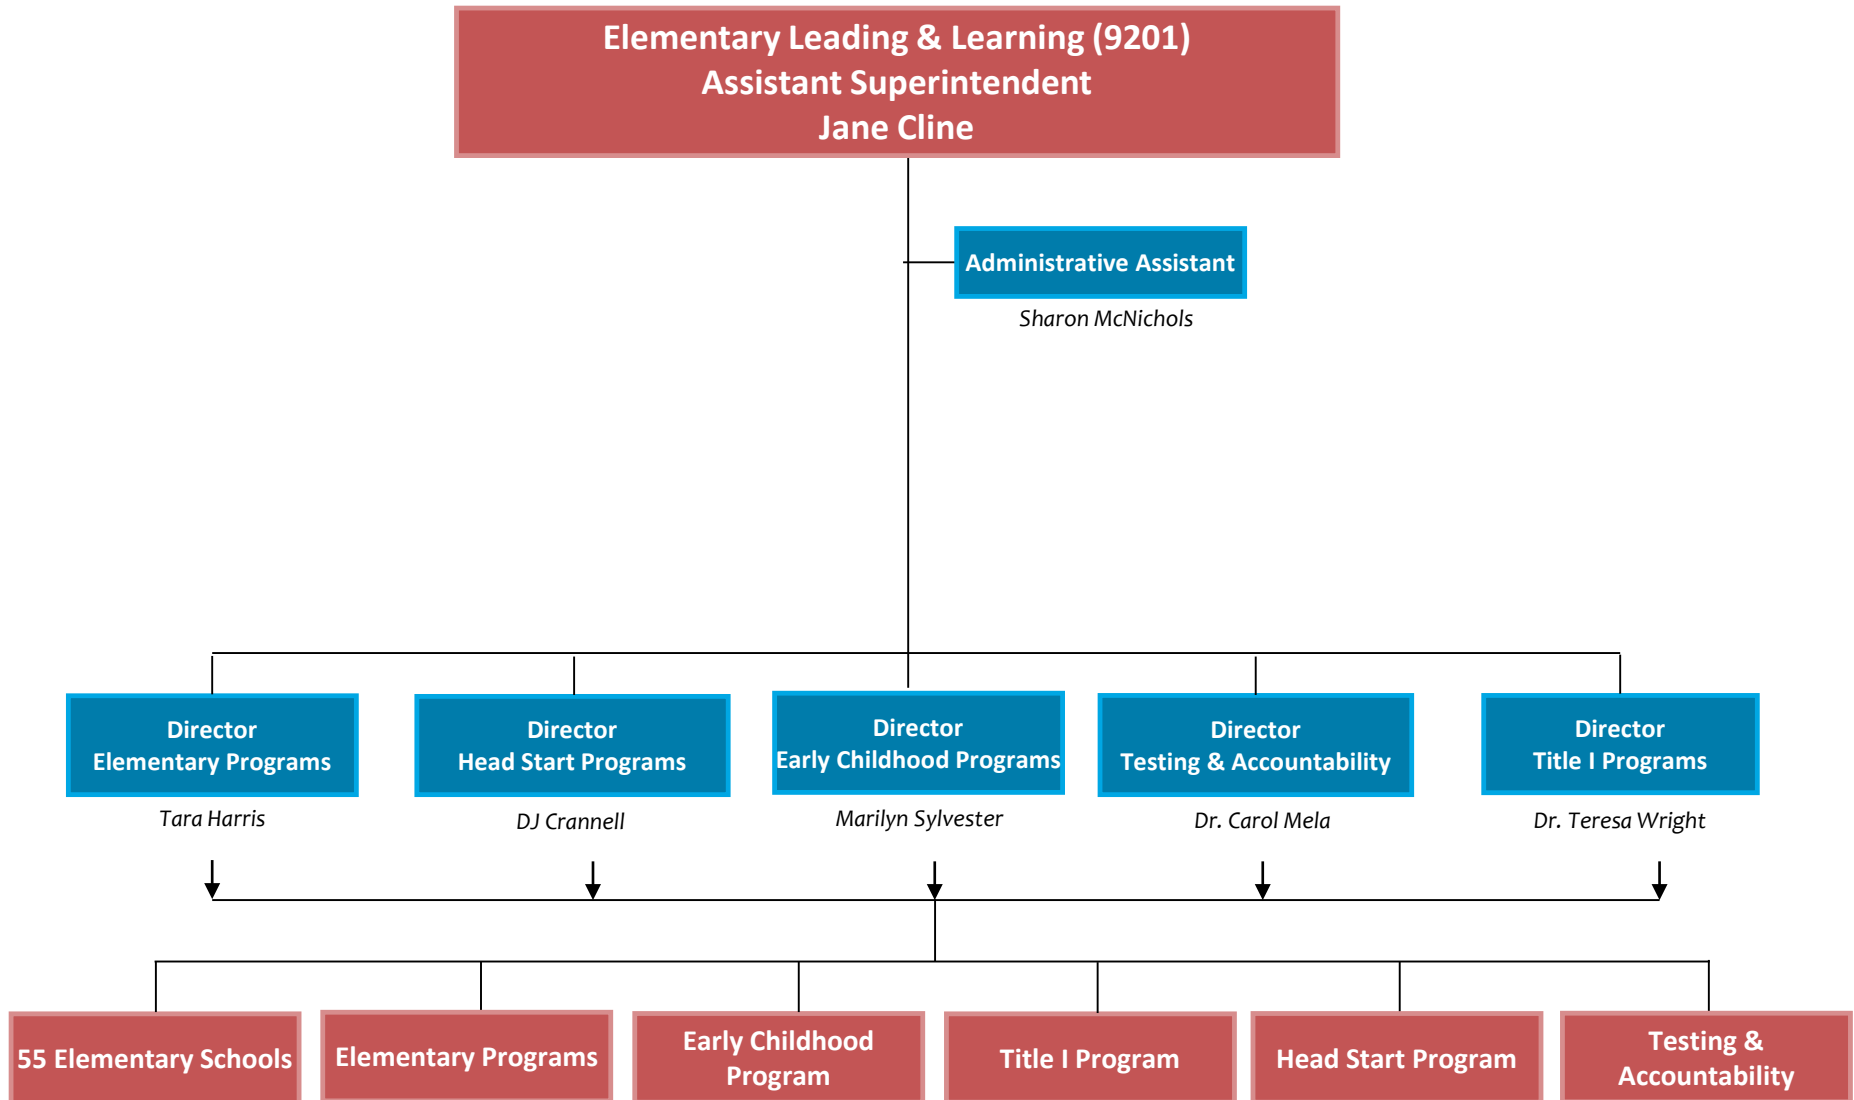 Elementary Leading & Learning (9201)
Assistant Superintendent
Jane Cline
Administrative Assistant
Sharon McNichols
Director
Elementary Programs
Tara Harris
Director
Head Start Programs
DJ Crannell
Director
Early Childhood Programs
Marilyn Sylvester
Director
Testing & Accountability
Dr. Carol Mela
Director
Title I Programs
Dr. Teresa Wright
55 Elementary Schools
Elementary Programs
Early Childhood
Program
Title I Program
Head Start Program
Testing &
Accountability